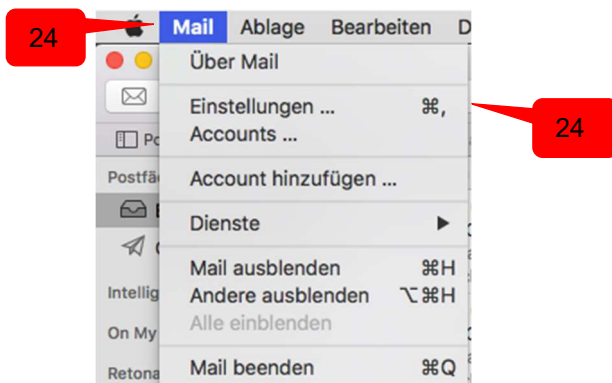 24
Mail Ablage Bearbeiten D
Über Mail
Einstellungen ... ⌘,
24
Accounts ...
Po
Postfä
Account hinzufügen ...
E
Dienste
Mail ausblenden ⌘H
Intellig
Andere ausblenden ⌥⌘H
Alle einblenden
On My
Mail beenden ⌘Q
Retona